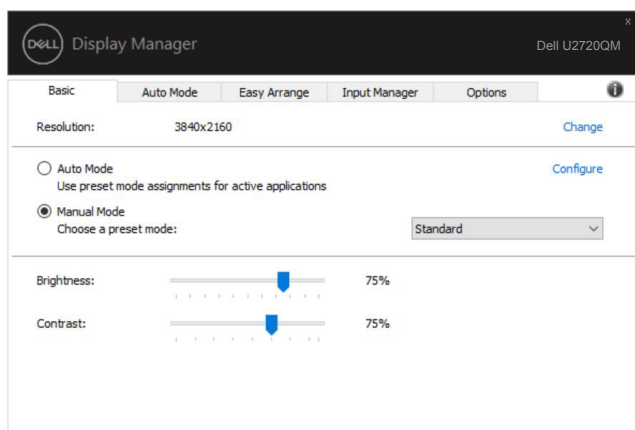 x
DELL Display Manager
Dell U2720QM
Basic Auto Mode Easy Arrange Input Manager Options i
Resolution: 3840x2160 Change
Auto Mode Configure
Use preset mode assignments for active applications
Manual Mode
Choose a preset mode: Standard
Brightness: 75%
Contrast: 75%